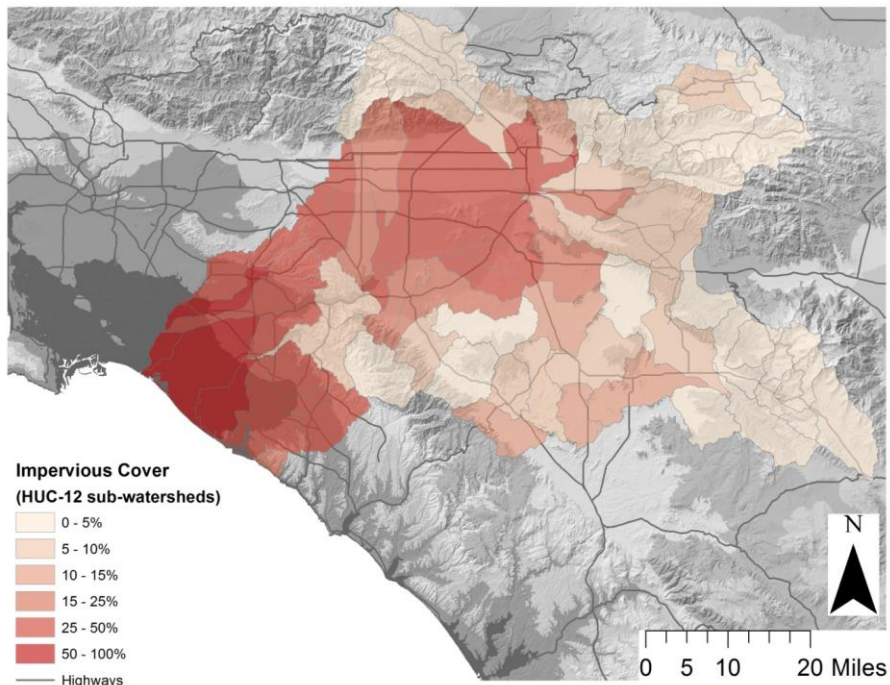 Impervious Cover
(HUC-12 sub-watersheds)
0 - 5%
5 - 10%
10 - 15%
15 - 25%
25 - 50%
50 - 100%
Highways
N
0 5 10 20 Miles